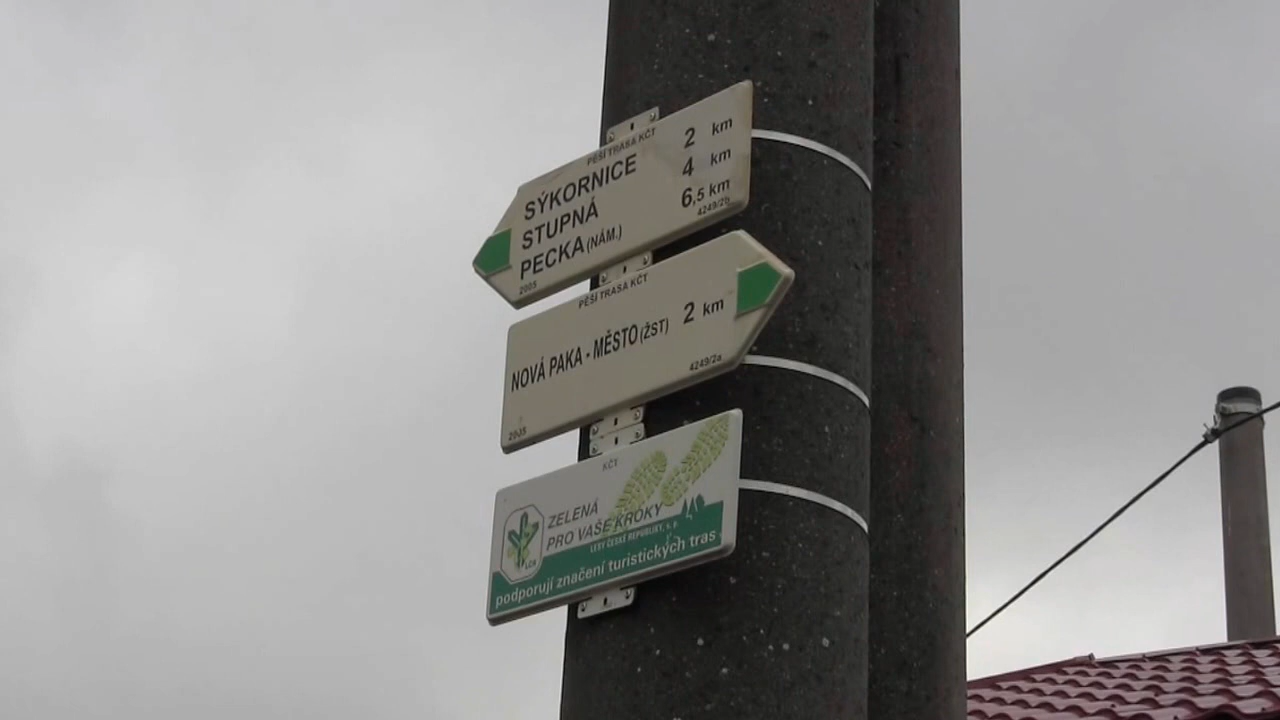 PĚŠÍ TRASA KČT
SÝKORNICE 2 km
STUPNÁ 4 km
PECKA (NÁM.) 6,5 km
2005 4249/2b
PĚŠÍ TRASA KČT
NOVÁ PAKA - MĚSTO (ŽST) 2 km
2005 4249/2a
KČT
ZELENÁ
PRO VAŠE KROKY
LESY ČESKÉ REPUBLIKY, s. p.
LČR
podporují značení turistických tras